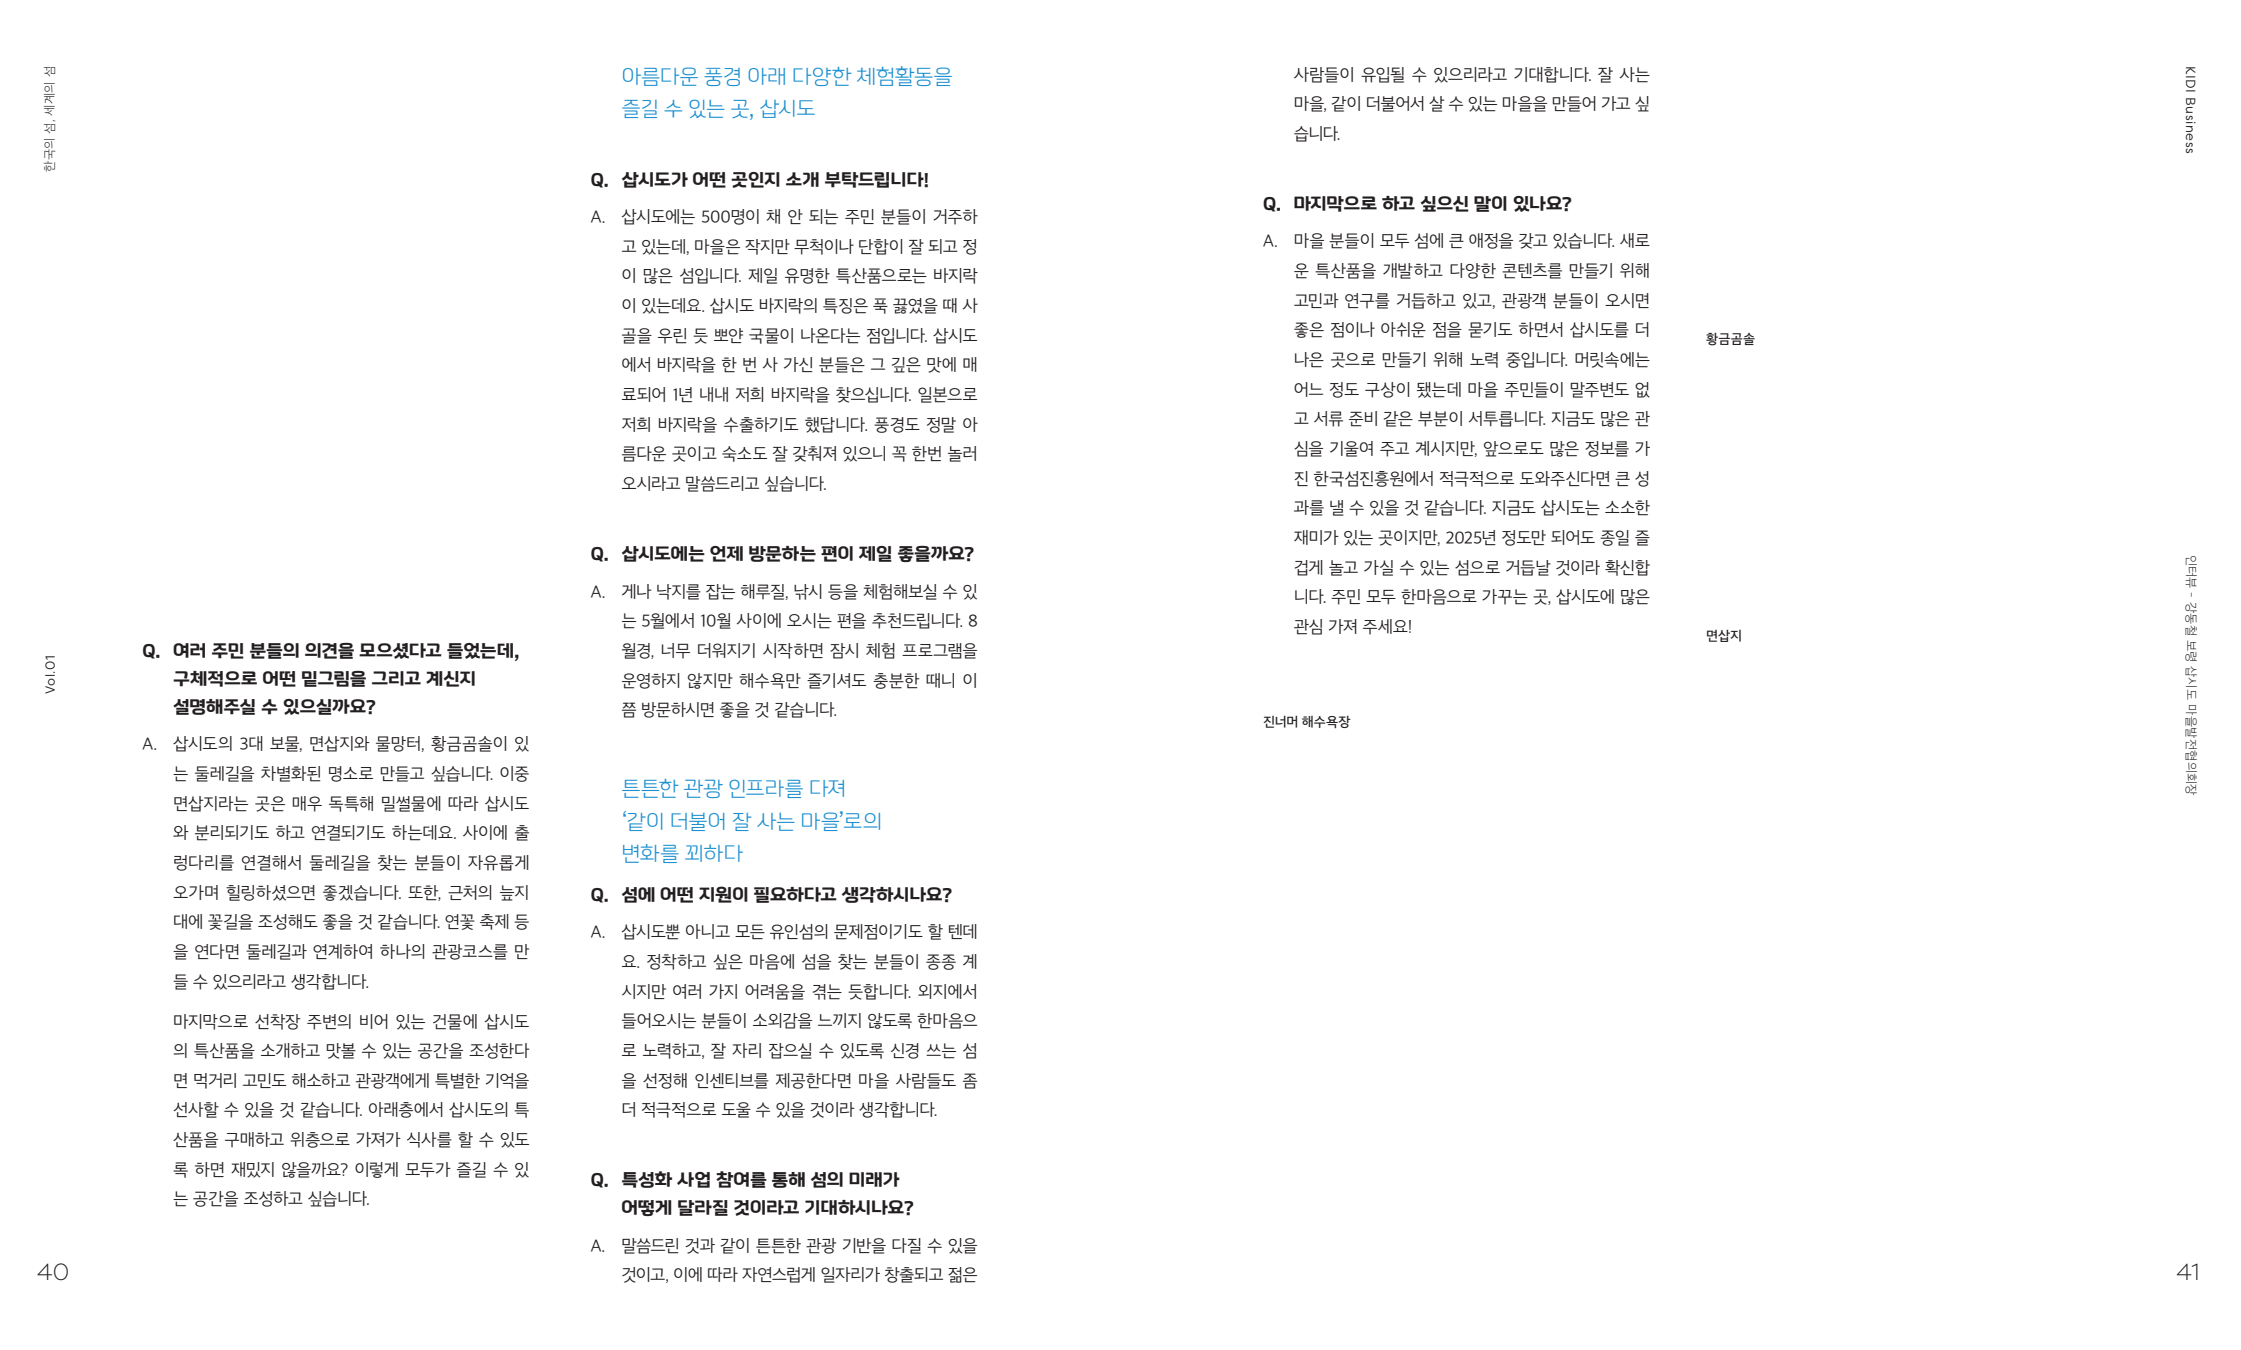 한국의 섬, 세계의 섬
Vol.01
40
Q. 여러 주민 분들의 의견을 모으셨다고 들었는데,
구체적으로 어떤 밑그림을 그리고 계신지
설명해주실 수 있으실까요?
A. 삽시도의 3대 보물, 면삽지와 물망터, 황금곰솔이 있
는 둘레길을 차별화된 명소로 만들고 싶습니다. 이중
면삽지라는 곳은 매우 독특해 밀썰물에 따라 삽시도
와 분리되기도 하고 연결되기도 하는데요. 사이에 출
렁다리를 연결해서 둘레길을 찾는 분들이 자유롭게
오가며 힐링하셨으면 좋겠습니다. 또한, 근처의 늪지
대에 꽃길을 조성해도 좋을 것 같습니다. 연꽃 축제 등
을 연다면 둘레길과 연계하여 하나의 관광코스를 만
들 수 있으리라고 생각합니다.
마지막으로 선착장 주변의 비어 있는 건물에 삽시도
의 특산품을 소개하고 맛볼 수 있는 공간을 조성한다
면 먹거리 고민도 해소하고 관광객에게 특별한 기억을
선사할 수 있을 것 같습니다. 아래층에서 삽시도의 특
산품을 구매하고 위층으로 가져가 식사를 할 수 있도
록 하면 재밌지 않을까요? 이렇게 모두가 즐길 수 있
는 공간을 조성하고 싶습니다.
아름다운 풍경 아래 다양한 체험활동을
즐길 수 있는 곳, 삽시도
Q. 삽시도가 어떤 곳인지 소개 부탁드립니다!
A. 삽시도에는 500명이 채 안 되는 주민 분들이 거주하
고 있는데, 마을은 작지만 무척이나 단합이 잘 되고 정
이 많은 섬입니다. 제일 유명한 특산품으로는 바지락
이 있는데요. 삽시도 바지락의 특징은 푹 끓였을 때 사
골을 우린 듯 뽀얀 국물이 나온다는 점입니다. 삽시도
에서 바지락을 한 번 사 가신 분들은 그 깊은 맛에 매
료되어 1년 내내 저희 바지락을 찾으십니다. 일본으로
저희 바지락을 수출하기도 했답니다. 풍경도 정말 아
름다운 곳이고 숙소도 잘 갖춰져 있으니 꼭 한번 놀러
오시라고 말씀드리고 싶습니다.
Q. 삽시도에는 언제 방문하는 편이 제일 좋을까요?
A. 게나 낙지를 잡는 해루질, 낚시 등을 체험해보실 수 있
는 5월에서 10월 사이에 오시는 편을 추천드립니다. 8
월경, 너무 더워지기 시작하면 잠시 체험 프로그램을
운영하지 않지만 해수욕만 즐기셔도 충분한 때니 이
쯤 방문하시면 좋을 것 같습니다.
튼튼한 관광 인프라를 다져
‘같이 더불어 잘 사는 마을’로의
변화를 꾀하다
Q. 섬에 어떤 지원이 필요하다고 생각하시나요?
A. 삽시도뿐 아니고 모든 유인섬의 문제점이기도 할 텐데
요. 정착하고 싶은 마음에 섬을 찾는 분들이 종종 계
시지만 여러 가지 어려움을 겪는 듯합니다. 외지에서
들어오시는 분들이 소외감을 느끼지 않도록 한마음으
로 노력하고, 잘 자리 잡으실 수 있도록 신경 쓰는 섬
을 선정해 인센티브를 제공한다면 마을 사람들도 좀
더 적극적으로 도울 수 있을 것이라 생각합니다.
Q. 특성화 사업 참여를 통해 섬의 미래가
어떻게 달라질 것이라고 기대하시나요?
A. 말씀드린 것과 같이 튼튼한 관광 기반을 다질 수 있을
것이고, 이에 따라 자연스럽게 일자리가 창출되고 젊은
사람들이 유입될 수 있으리라고 기대합니다. 잘 사는
마을, 같이 더불어서 살 수 있는 마을을 만들어 가고 싶
습니다.
Q. 마지막으로 하고 싶으신 말이 있나요?
A. 마을 분들이 모두 섬에 큰 애정을 갖고 있습니다. 새로
운 특산품을 개발하고 다양한 콘텐츠를 만들기 위해
고민과 연구를 거듭하고 있고, 관광객 분들이 오시면
좋은 점이나 아쉬운 점을 묻기도 하면서 삽시도를 더
나은 곳으로 만들기 위해 노력 중입니다. 머릿속에는
어느 정도 구상이 됐는데 마을 주민들이 말주변도 없
고 서류 준비 같은 부분이 서투릅니다. 지금도 많은 관
심을 기울여 주고 계시지만, 앞으로도 많은 정보를 가
진 한국섬진흥원에서 적극적으로 도와주신다면 큰 성
과를 낼 수 있을 것 같습니다. 지금도 삽시도는 소소한
재미가 있는 곳이지만, 2025년 정도만 되어도 종일 즐
겁게 놀고 가실 수 있는 섬으로 거듭날 것이라 확신합
니다. 주민 모두 한마음으로 가꾸는 곳, 삽시도에 많은
관심 가져 주세요!
진너머 해수욕장
황금곰솔
면삽지
KIDI Business
인터뷰 - 강동철 보령 삽시도 마을발전협의회장
41